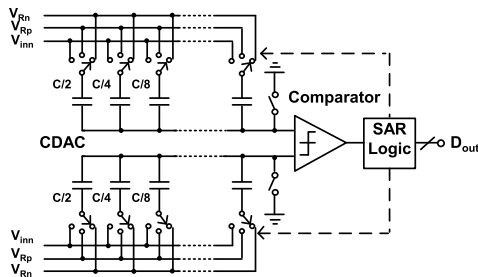 V_Rn
V_Rp
V_inn
C/2 C/4 C/8
Comparator
CDAC
SAR Logic
D_out
C/2 C/4 C/8
V_inn
V_Rp
V_Rn